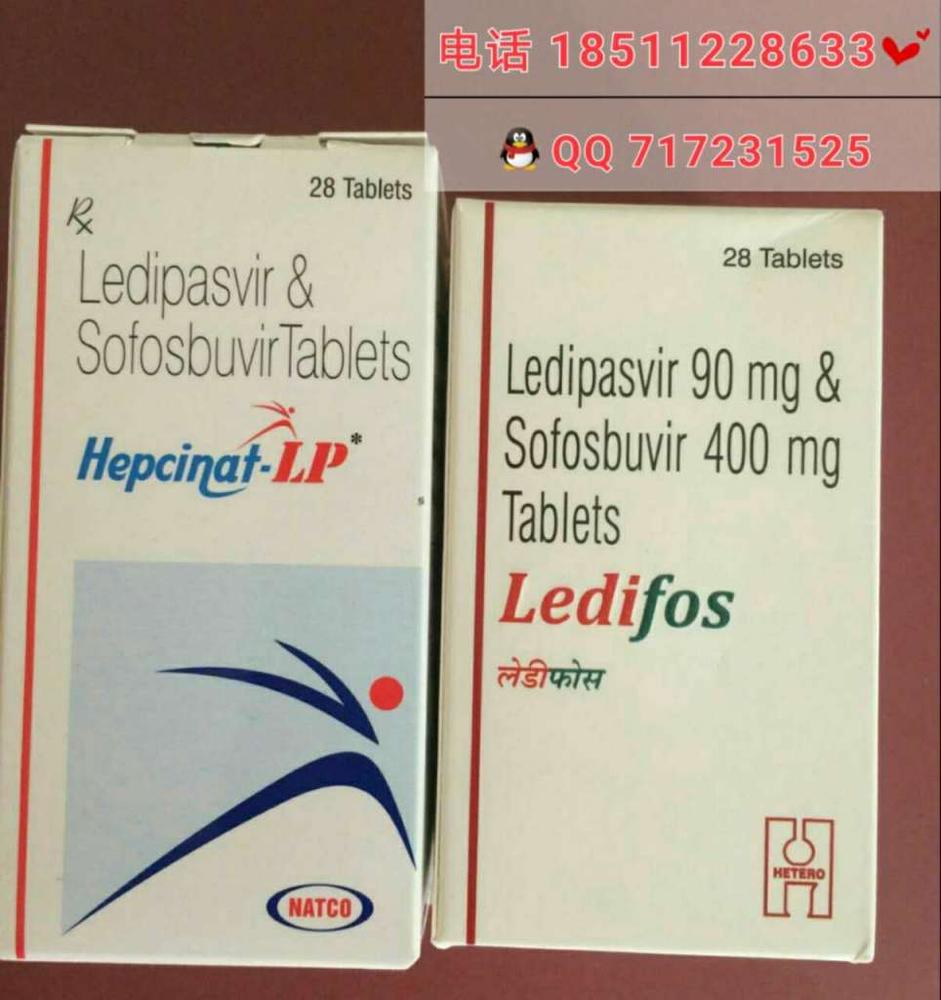 电话 18511228633
QQ 717231525
28 Tablets
Rx
Ledipasvir &
Sofosbuvir Tablets
Hepcinat-LP*
NATCO
28 Tablets
Ledipasvir 90 mg &
Sofosbuvir 400 mg
Tablets
Ledifos
लेडीफोस
HETERO